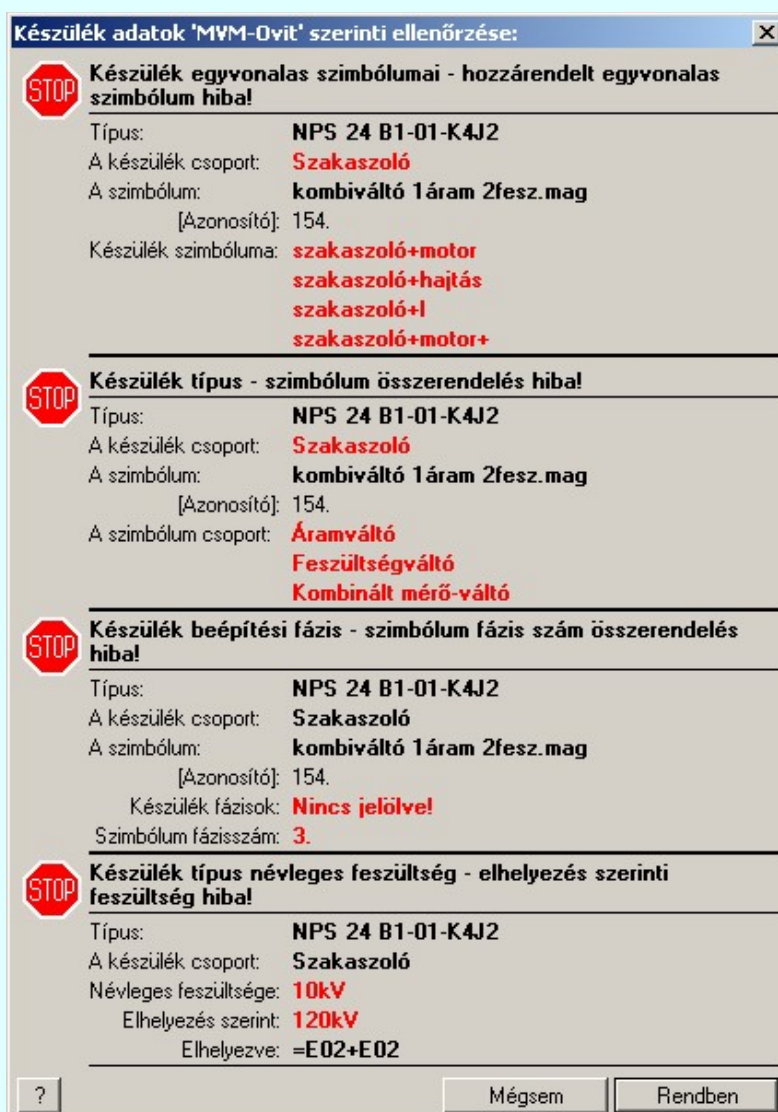 Készülék adatok 'MVM-Ovit' szerinti ellenőrzése:
STOP
Készülék egyvonalas szimbólumai - hozzárendelt egyvonalas
szimbólum hiba!
Típus: NPS 24 B1-01-K4J2
A készülék csoport: Szakaszoló
A szimbólum: kombiváltó 1áram 2fesz.mag
[Azonosító]: 154.
Készülék szimbóluma: szakaszoló+motor
szakaszoló+hajtás
szakaszoló+I
szakaszoló+motor+
STOP
Készülék típus - szimbólum összerendelés hiba!
Típus: NPS 24 B1-01-K4J2
A készülék csoport: Szakaszoló
A szimbólum: kombiváltó 1áram 2fesz.mag
[Azonosító]: 154.
A szimbólum csoport: Áramváltó
Feszültségváltó
Kombinált mérő-váltó
STOP
Készülék beépítési fázis - szimbólum fázis szám összerendelés
hiba!
Típus: NPS 24 B1-01-K4J2
A készülék csoport: Szakaszoló
A szimbólum: kombiváltó 1áram 2fesz.mag
[Azonosító]: 154.
Készülék fázisok: Nincs jelölve!
Szimbólum fázisszám: 3.
STOP
Készülék típus névleges feszültség - elhelyezés szerinti
feszültség hiba!
Típus: NPS 24 B1-01-K4J2
A készülék csoport: Szakaszoló
Névleges feszültsége: 10kV
Elhelyezés szerint: 120kV
Elhelyezve: =E02+E02
? Mégsem Rendben